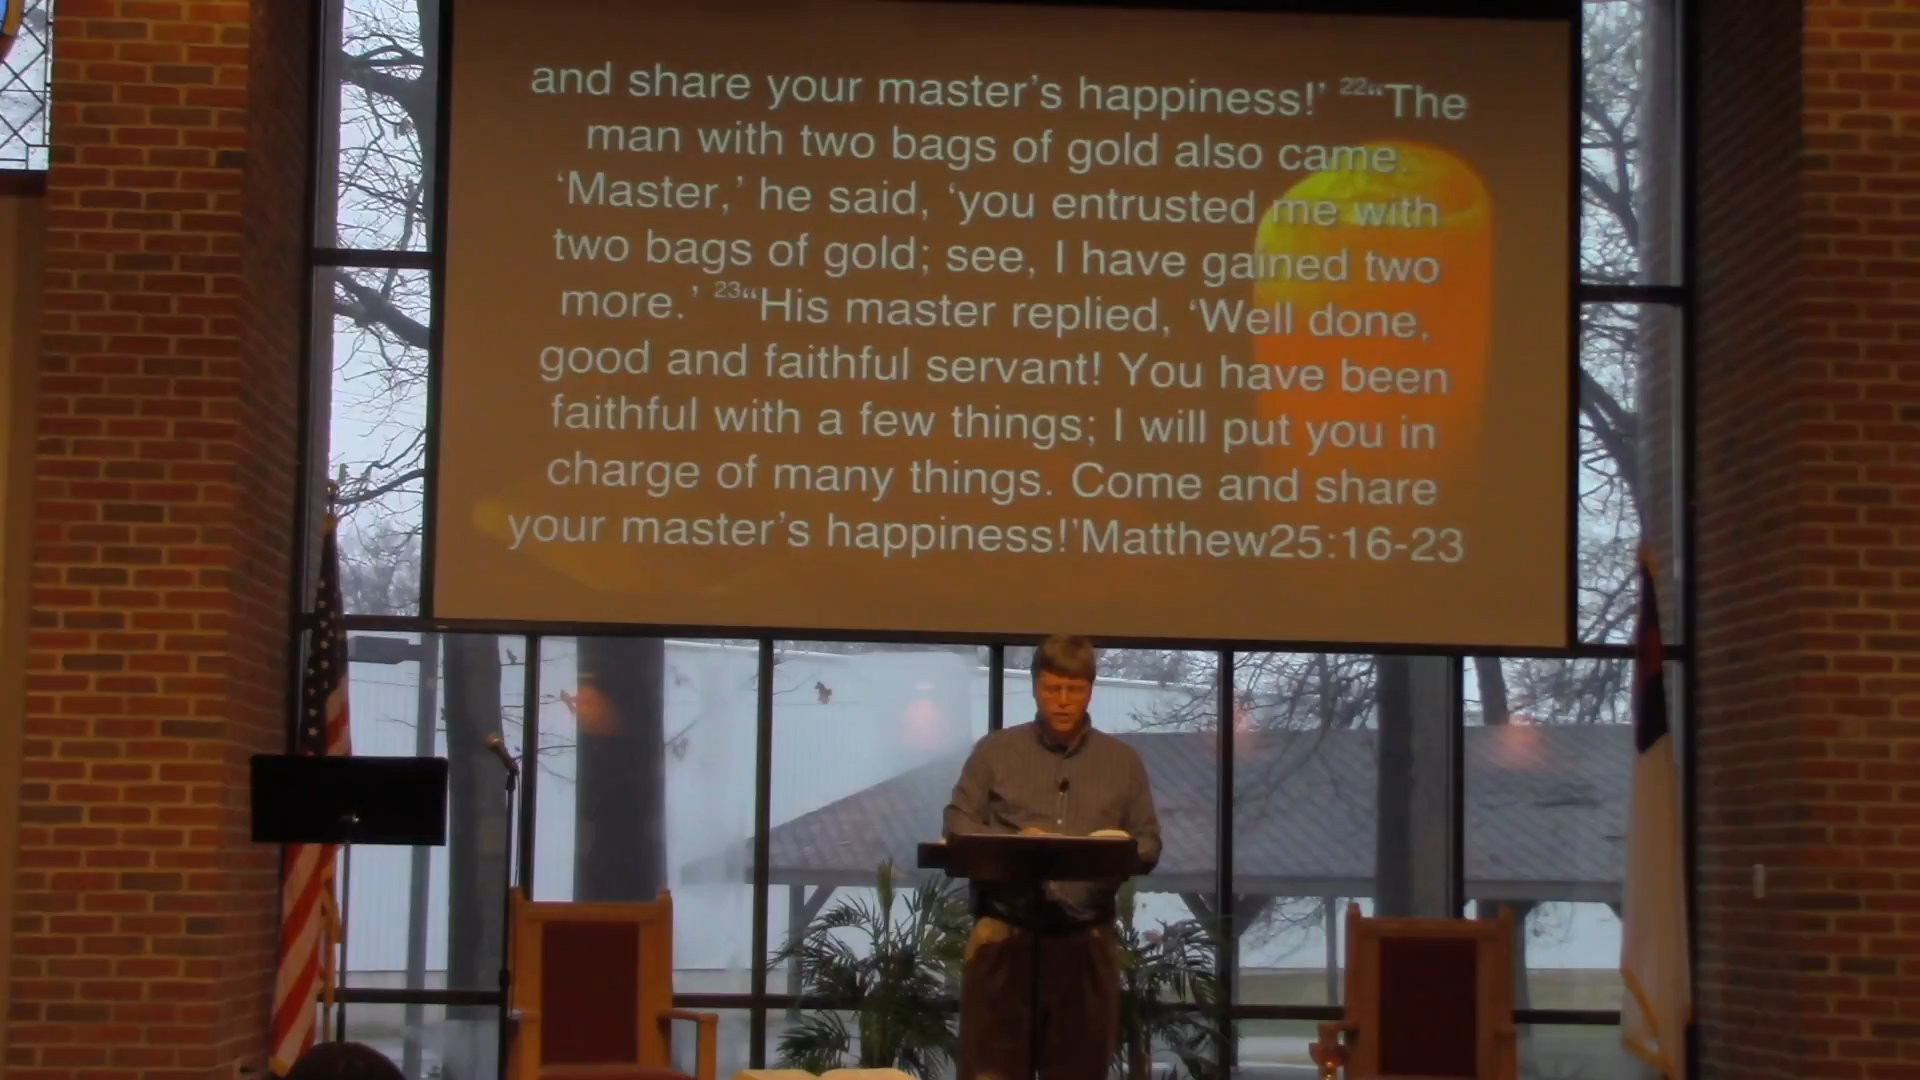 and share your master's happiness!' 22"The
man with two bags of gold also came.
'Master,' he said, 'you entrusted me with
two bags of gold; see, I have gained two
more.' 23"His master replied, 'Well done,
good and faithful servant! You have been
faithful with a few things; I will put you in
charge of many things. Come and share
your master's happiness!'Matthew25:16-23